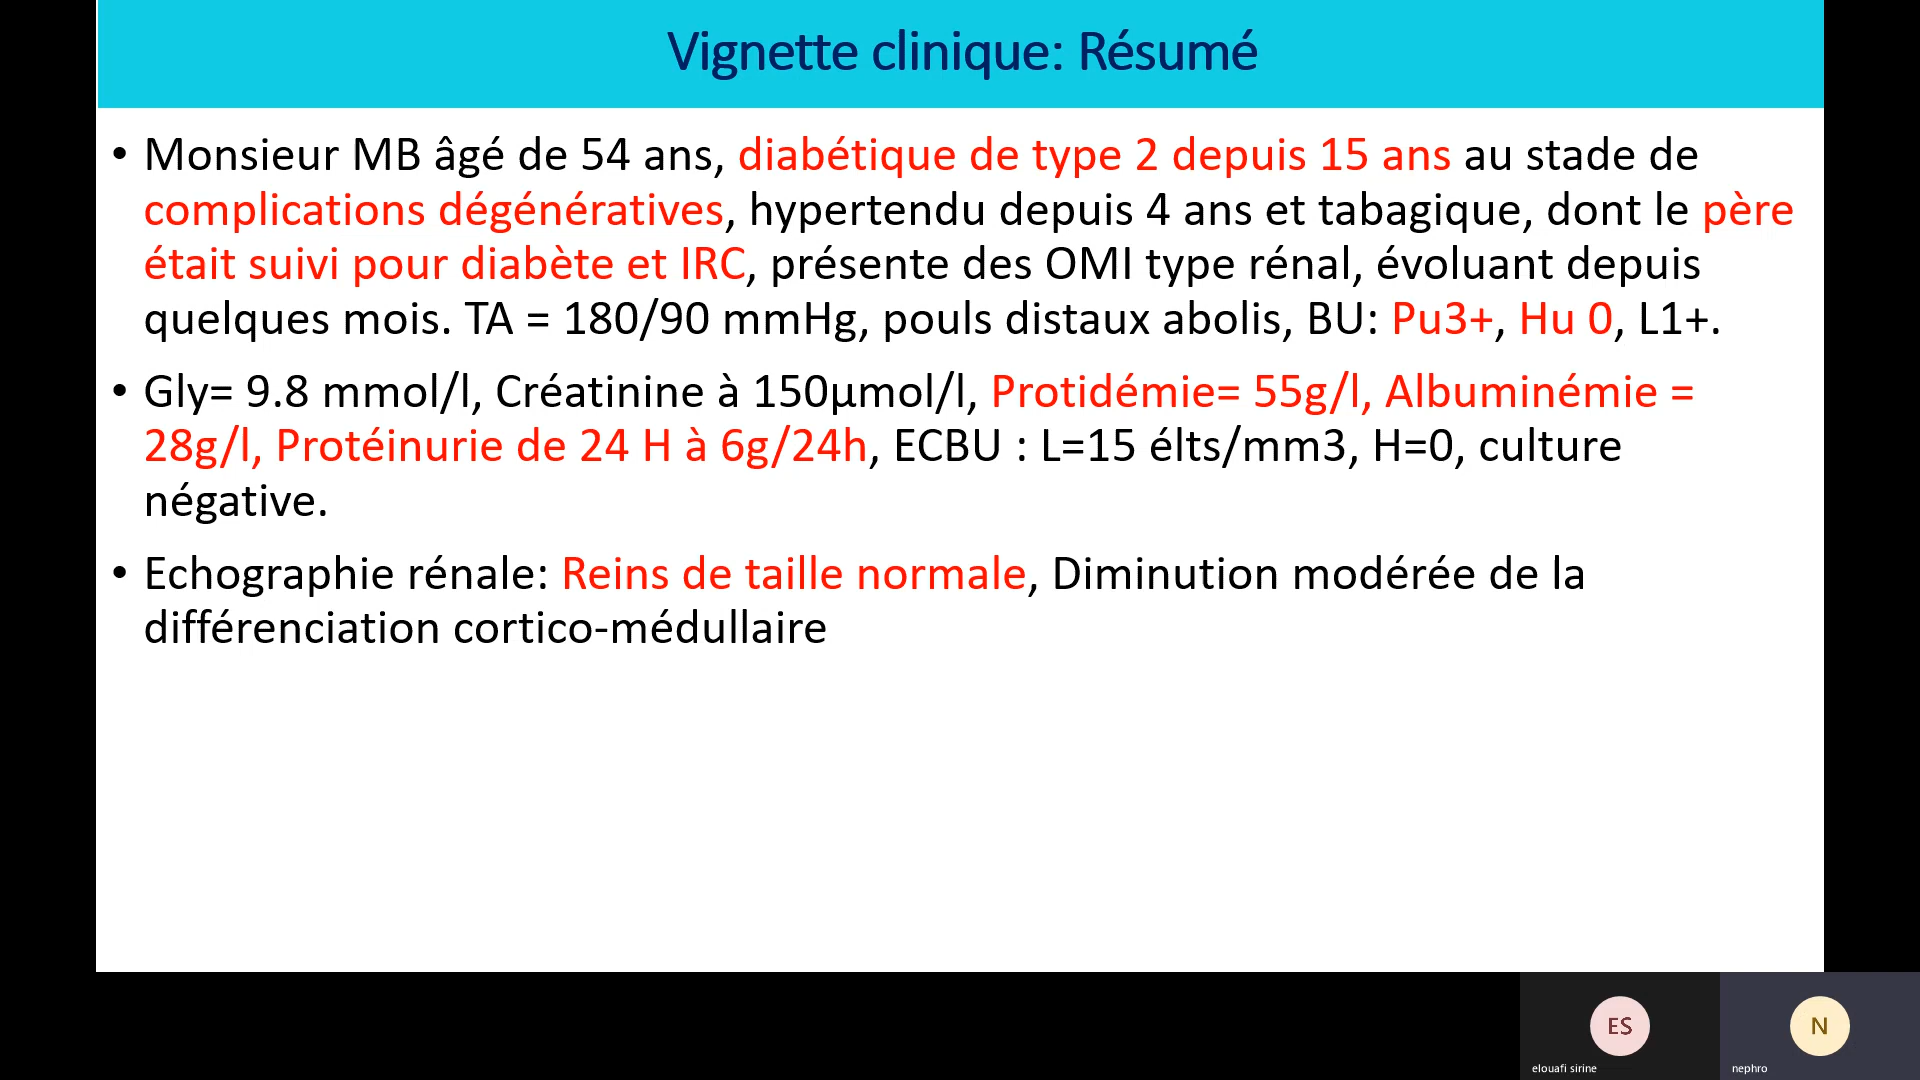 Vignette clinique: Résumé
• Monsieur MB âgé de 54 ans, diabétique de type 2 depuis 15 ans au stade de
complications dégénératives, hypertendu depuis 4 ans et tabagique, dont le père
était suivi pour diabète et IRC, présente des OMI type rénal, évoluant depuis
quelques mois. TA = 180/90 mmHg, pouls distaux abolis, BU: Pu3+, Hu 0, L1+.
• Gly= 9.8 mmol/l, Créatinine à 150µmol/l, Protidémie= 55g/l, Albuminémie =
28g/l, Protéinurie de 24 H à 6g/24h, ECBU : L=15 élts/mm3, H=0, culture
négative.
• Echographie rénale: Reins de taille normale, Diminution modérée de la
différenciation cortico-médullaire
ES
N
elouafi sirine
nephro